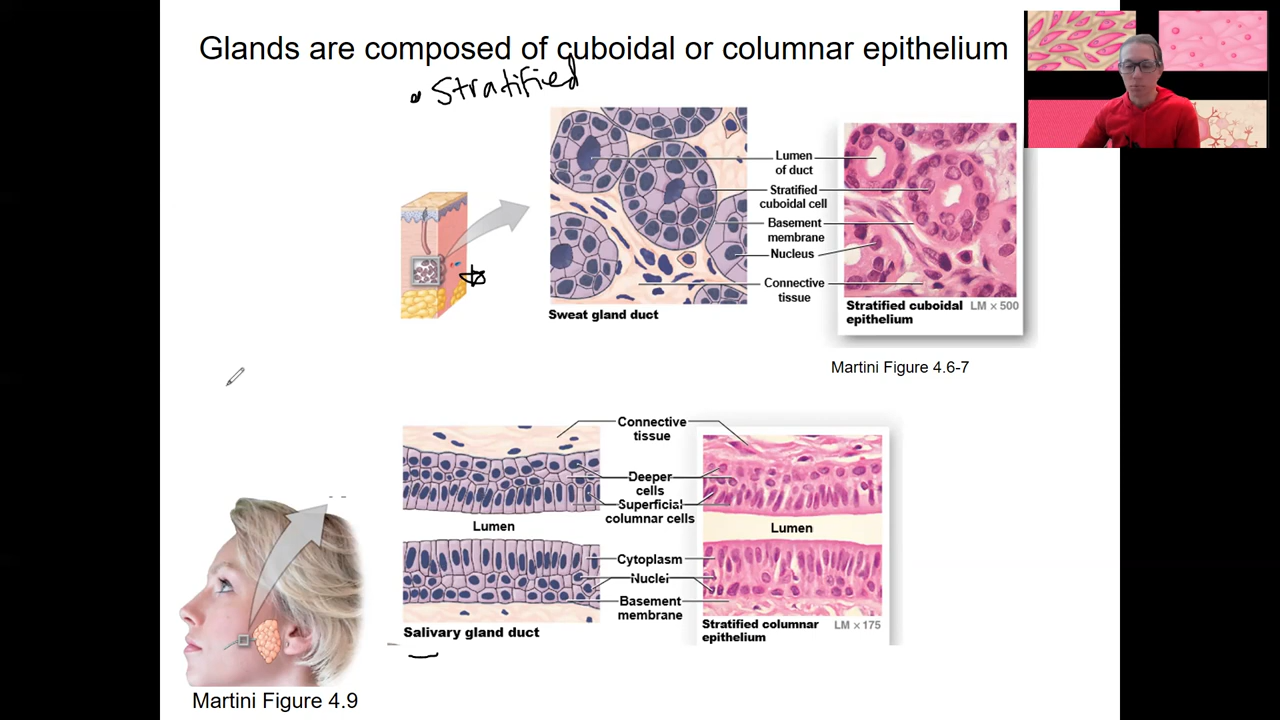 Glands are composed of cuboidal or columnar epithelium
• Stratified
Lumen
of duct
Stratified
cuboidal cell
Basement
membrane
Nucleus
Connective
tissue
Sweat gland duct
Stratified cuboidal
epithelium
LM × 500
Martini Figure 4.6-7
Connective
tissue
Deeper
cells
Superficial
columnar cells
Lumen
Lumen
Cytoplasm
Nuclei
Basement
membrane
Salivary gland duct
Stratified columnar
epithelium
LM × 175
Martini Figure 4.9